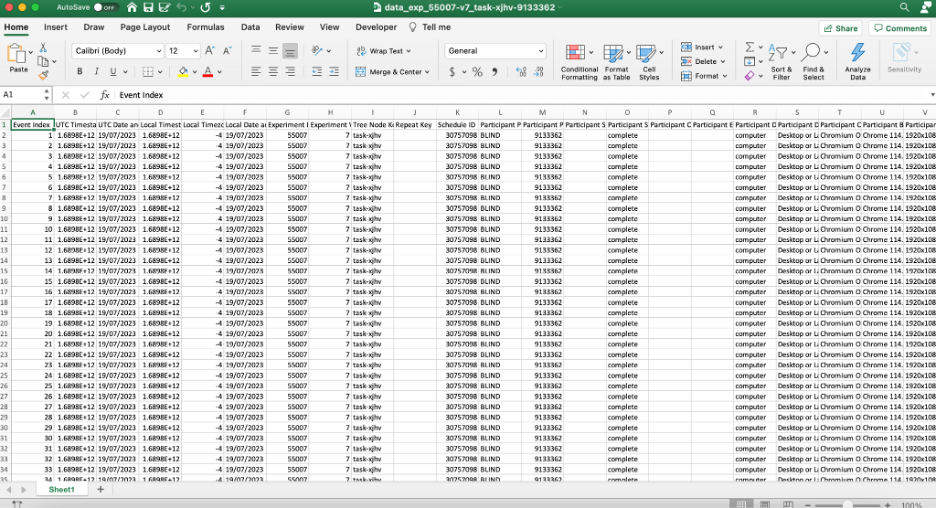 AutoSave OFF data_exp_55007-v7_task-xjhv-9133362
Home Insert Draw Page Layout Formulas Data Review View Developer Tell me Share Comments
Paste Calibri (Body) 12 A A Wrap Text General Insert
B I U A Merge & Center $ % Conditional Formatting Format as Table Cell Styles Delete Format Sort & Filter Find & Select Analyze Data Sensitivity
A1 fx Event Index
A B C D E F G H I J K L M N O P Q R S T U V
1 Event Index UTC Timesta UTC Date an Local Timest Local Timezo Local Date a Experiment I Experiment V Tree Node Ke Repeat Key Schedule ID Participant P Participant P Participant S Participant S Participant C Participant E Participant D Participant D Participant C Participant B Participan
2 1 1.6898E+12 19/07/2023 1.6898E+12 -4 19/07/2023 55007 7 task-xjhv 30757098 BLIND 9133362 complete computer Desktop or La Chromium O Chrome 114. 1920x108
3 2 1.6898E+12 19/07/2023 1.6898E+12 -4 19/07/2023 55007 7 task-xjhv 30757098 BLIND 9133362 complete computer Desktop or La Chromium O Chrome 114. 1920x108
4 3 1.6898E+12 19/07/2023 1.6898E+12 -4 19/07/2023 55007 7 task-xjhv 30757098 BLIND 9133362 complete computer Desktop or La Chromium O Chrome 114. 1920x108
5 4 1.6898E+12 19/07/2023 1.6898E+12 -4 19/07/2023 55007 7 task-xjhv 30757098 BLIND 9133362 complete computer Desktop or La Chromium O Chrome 114. 1920x108
6 5 1.6898E+12 19/07/2023 1.6898E+12 -4 19/07/2023 55007 7 task-xjhv 30757098 BLIND 9133362 complete computer Desktop or La Chromium O Chrome 114. 1920x108
7 6 1.6898E+12 19/07/2023 1.6898E+12 -4 19/07/2023 55007 7 task-xjhv 30757098 BLIND 9133362 complete computer Desktop or La Chromium O Chrome 114. 1920x108
8 7 1.6898E+12 19/07/2023 1.6898E+12 -4 19/07/2023 55007 7 task-xjhv 30757098 BLIND 9133362 complete computer Desktop or La Chromium O Chrome 114. 1920x108
9 8 1.6898E+12 19/07/2023 1.6898E+12 -4 19/07/2023 55007 7 task-xjhv 30757098 BLIND 9133362 complete computer Desktop or La Chromium O Chrome 114. 1920x108
10 9 1.6898E+12 19/07/2023 1.6898E+12 -4 19/07/2023 55007 7 task-xjhv 30757098 BLIND 9133362 complete computer Desktop or La Chromium O Chrome 114. 1920x108
11 10 1.6898E+12 19/07/2023 1.6898E+12 -4 19/07/2023 55007 7 task-xjhv 30757098 BLIND 9133362 complete computer Desktop or La Chromium O Chrome 114. 1920x108
12 11 1.6898E+12 19/07/2023 1.6898E+12 -4 19/07/2023 55007 7 task-xjhv 30757098 BLIND 9133362 complete computer Desktop or La Chromium O Chrome 114. 1920x108
13 12 1.6898E+12 19/07/2023 1.6898E+12 -4 19/07/2023 55007 7 task-xjhv 30757098 BLIND 9133362 complete computer Desktop or La Chromium O Chrome 114. 1920x108
14 13 1.6898E+12 19/07/2023 1.6898E+12 -4 19/07/2023 55007 7 task-xjhv 30757098 BLIND 9133362 complete computer Desktop or La Chromium O Chrome 114. 1920x108
15 14 1.6898E+12 19/07/2023 1.6898E+12 -4 19/07/2023 55007 7 task-xjhv 30757098 BLIND 9133362 complete computer Desktop or La Chromium O Chrome 114. 1920x108
16 15 1.6898E+12 19/07/2023 1.6898E+12 -4 19/07/2023 55007 7 task-xjhv 30757098 BLIND 9133362 complete computer Desktop or La Chromium O Chrome 114. 1920x108
17 16 1.6898E+12 19/07/2023 1.6898E+12 -4 19/07/2023 55007 7 task-xjhv 30757098 BLIND 9133362 complete computer Desktop or La Chromium O Chrome 114. 1920x108
18 17 1.6898E+12 19/07/2023 1.6898E+12 -4 19/07/2023 55007 7 task-xjhv 30757098 BLIND 9133362 complete computer Desktop or La Chromium O Chrome 114. 1920x108
19 18 1.6898E+12 19/07/2023 1.6898E+12 -4 19/07/2023 55007 7 task-xjhv 30757098 BLIND 9133362 complete computer Desktop or La Chromium O Chrome 114. 1920x108
20 19 1.6898E+12 19/07/2023 1.6898E+12 -4 19/07/2023 55007 7 task-xjhv 30757098 BLIND 9133362 complete computer Desktop or La Chromium O Chrome 114. 1920x108
21 20 1.6898E+12 19/07/2023 1.6898E+12 -4 19/07/2023 55007 7 task-xjhv 30757098 BLIND 9133362 complete computer Desktop or La Chromium O Chrome 114. 1920x108
22 21 1.6898E+12 19/07/2023 1.6898E+12 -4 19/07/2023 55007 7 task-xjhv 30757098 BLIND 9133362 complete computer Desktop or La Chromium O Chrome 114. 1920x108
23 22 1.6898E+12 19/07/2023 1.6898E+12 -4 19/07/2023 55007 7 task-xjhv 30757098 BLIND 9133362 complete computer Desktop or La Chromium O Chrome 114. 1920x108
24 23 1.6898E+12 19/07/2023 1.6898E+12 -4 19/07/2023 55007 7 task-xjhv 30757098 BLIND 9133362 complete computer Desktop or La Chromium O Chrome 114. 1920x108
25 24 1.6898E+12 19/07/2023 1.6898E+12 -4 19/07/2023 55007 7 task-xjhv 30757098 BLIND 9133362 complete computer Desktop or La Chromium O Chrome 114. 1920x108
26 25 1.6898E+12 19/07/2023 1.6898E+12 -4 19/07/2023 55007 7 task-xjhv 30757098 BLIND 9133362 complete computer Desktop or La Chromium O Chrome 114. 1920x108
27 26 1.6898E+12 19/07/2023 1.6898E+12 -4 19/07/2023 55007 7 task-xjhv 30757098 BLIND 9133362 complete computer Desktop or La Chromium O Chrome 114. 1920x108
28 27 1.6898E+12 19/07/2023 1.6898E+12 -4 19/07/2023 55007 7 task-xjhv 30757098 BLIND 9133362 complete computer Desktop or La Chromium O Chrome 114. 1920x108
29 28 1.6898E+12 19/07/2023 1.6898E+12 -4 19/07/2023 55007 7 task-xjhv 30757098 BLIND 9133362 complete computer Desktop or La Chromium O Chrome 114. 1920x108
30 29 1.6898E+12 19/07/2023 1.6898E+12 -4 19/07/2023 55007 7 task-xjhv 30757098 BLIND 9133362 complete computer Desktop or La Chromium O Chrome 114. 1920x108
31 30 1.6898E+12 19/07/2023 1.6898E+12 -4 19/07/2023 55007 7 task-xjhv 30757098 BLIND 9133362 complete computer Desktop or La Chromium O Chrome 114. 1920x108
32 31 1.6898E+12 19/07/2023 1.6898E+12 -4 19/07/2023 55007 7 task-xjhv 30757098 BLIND 9133362 complete computer Desktop or La Chromium O Chrome 114. 1920x108
33 32 1.6898E+12 19/07/2023 1.6898E+12 -4 19/07/2023 55007 7 task-xjhv 30757098 BLIND 9133362 complete computer Desktop or La Chromium O Chrome 114. 1920x108
34 33 1.6898E+12 19/07/2023 1.6898E+12 -4 19/07/2023 55007 7 task-xjhv 30757098 BLIND 9133362 complete computer Desktop or La Chromium O Chrome 114. 1920x108
35 34 1.6898E+12 19/07/2023 1.6898E+12 -4 19/07/2023 55007 7 task-xjhv 30757098 BLIND 9133362 complete computer Desktop or La Chromium O Chrome 114. 1920x108
Sheet1 +
100%